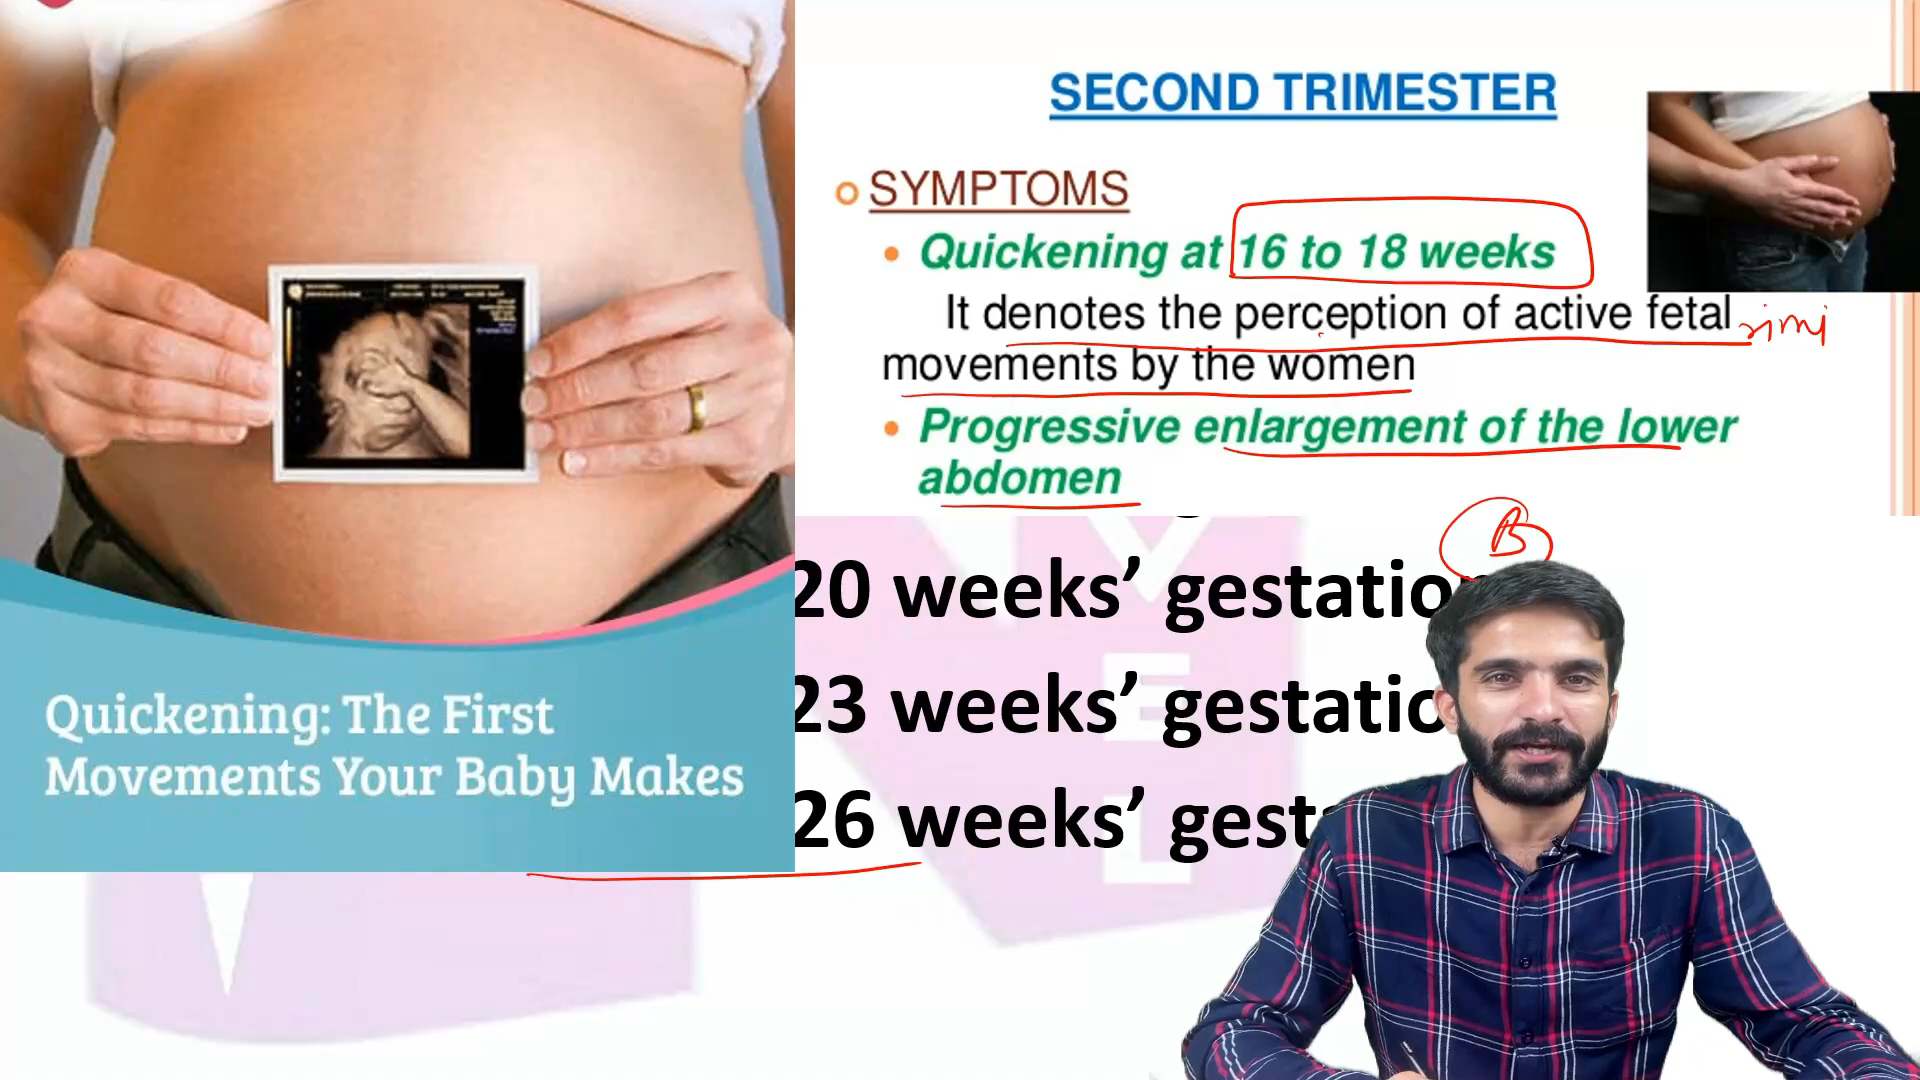 SECOND TRIMESTER
SYMPTOMS
Quickening at 16 to 18 weeks
It denotes the perception of active fetal
movements by the women
Progressive enlargement of the lower
abdomen
B
20 weeks’ gestation
23 weeks’ gestatio
26 weeks’ gest
Quickening: The First
Movements Your Baby Makes